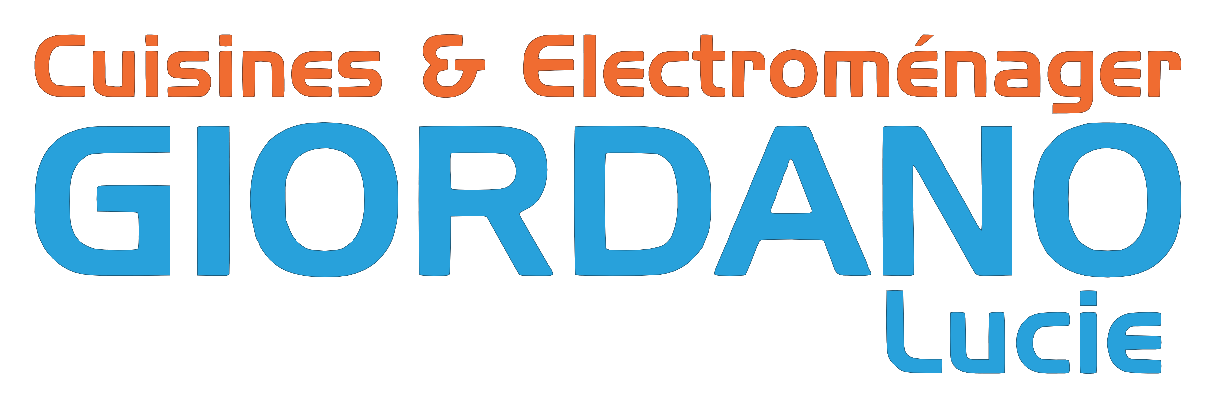 Cuisines & Electroménager
GIORDANO
Lucie